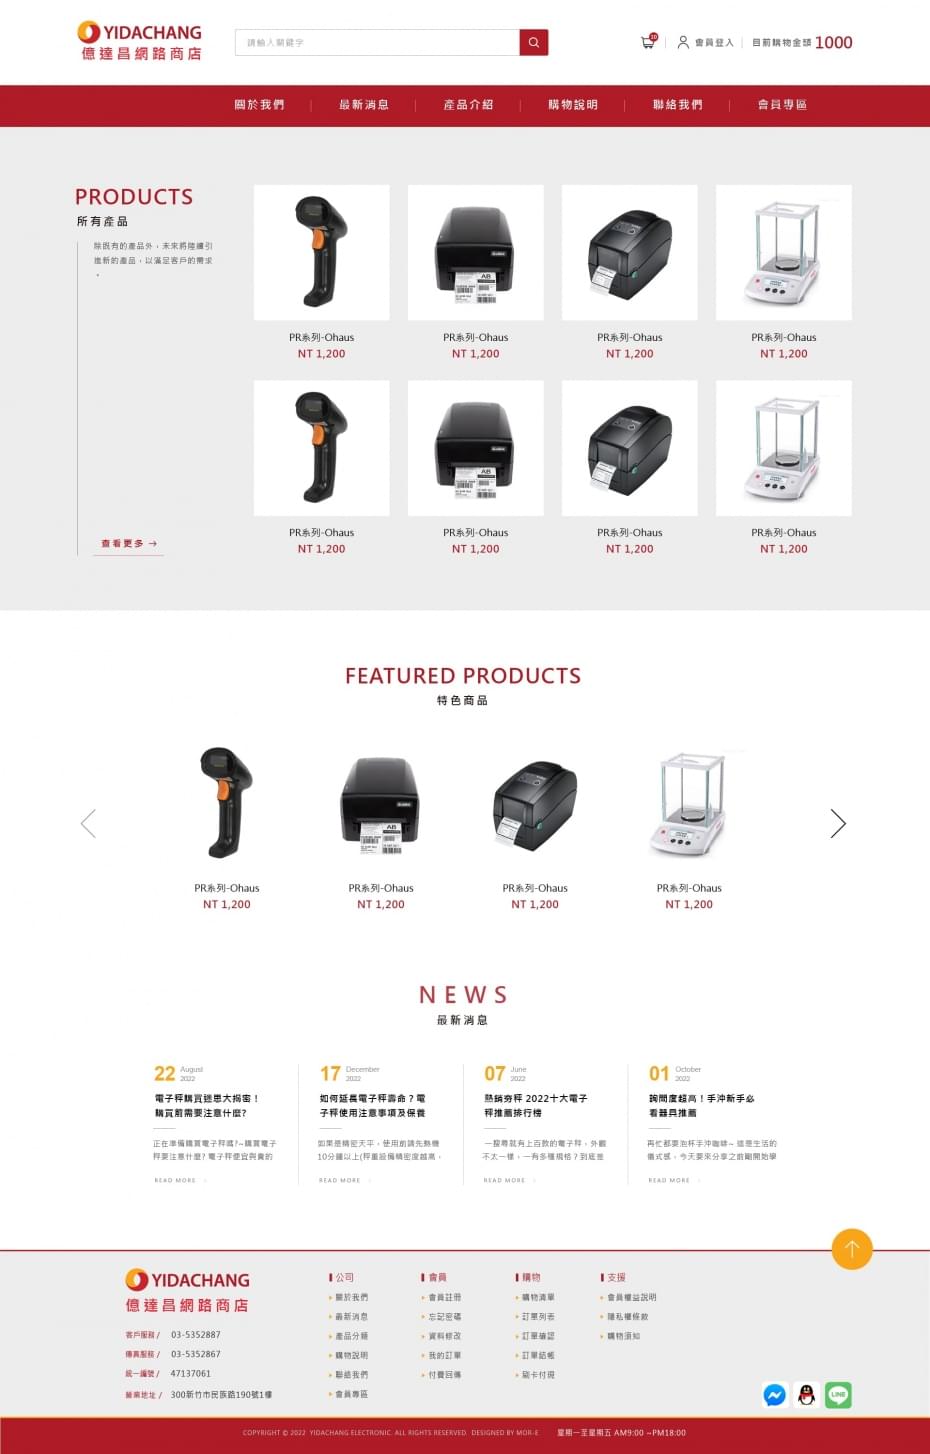 YIDACHANG
億達昌網路商店
請輸入關鍵字
10
會員登入
目前購物金額 1000
關於我們
最新消息
產品介紹
購物說明
聯絡我們
會員專區
PRODUCTS
所有產品
除既有的產品外，未來將陸續引
進新的產品，以滿足客戶的需求
。
查看更多 →
PR系列-Ohaus
NT 1,200
PR系列-Ohaus
NT 1,200
PR系列-Ohaus
NT 1,200
PR系列-Ohaus
NT 1,200
PR系列-Ohaus
NT 1,200
PR系列-Ohaus
NT 1,200
PR系列-Ohaus
NT 1,200
PR系列-Ohaus
NT 1,200
FEATURED PRODUCTS
特色商品
PR系列-Ohaus
NT 1,200
PR系列-Ohaus
NT 1,200
PR系列-Ohaus
NT 1,200
PR系列-Ohaus
NT 1,200
NEWS
最新消息
22 August 2022
電子秤購買迷思大揭密！
購買前需要注意什麼?
正在準備購買電子秤嗎?~購買電子
秤要注意什麼? 電子秤便宜與貴的
READ MORE
17 December 2022
如何延長電子秤壽命？電
子秤使用注意事項及保養
如果是精密天平，使用前請先熱機
10分鐘以上(秤重設備精密度越高，
READ MORE
07 June 2022
熱銷夯秤 2022十大電子
秤推薦排行榜
一搜尋就有上百款的電子秤，外觀
不太一樣，一有多種規格？到底差
READ MORE
01 October 2022
詢問度超高！手沖新手必
看器具推薦
再忙都要泡杯手沖咖啡~ 這是生活的
儀式感，今天要來分享之前剛開始學
READ MORE
YIDACHANG
億達昌網路商店
客戶服務 / 03-5352887
傳真服務 / 03-5352867
統一編號 / 47137061
營業地址 / 300新竹市民族路190號1樓
公司
關於我們
最新消息
產品分類
購物說明
聯絡我們
會員專區
會員
會員註冊
忘記密碼
資料修改
我的訂單
付費回傳
購物
購物清單
訂單列表
訂單確認
訂單結帳
刷卡付現
支援
會員權益說明
隱私權條款
購物須知
LINE
COPYRIGHT © 2022 YIDACHANG ELECTRONIC. ALL RIGHTS RESERVED. DESIGNED BY MOR-E
星期一至星期五 AM9:00 ~PM18:00